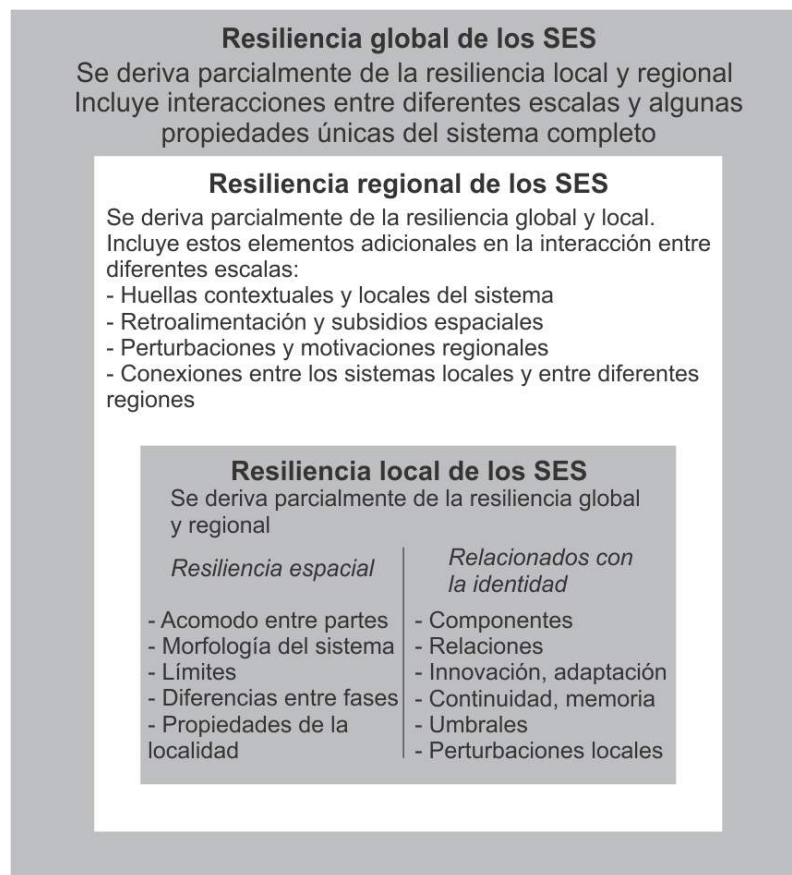 Resiliencia global de los SES
Se deriva parcialmente de la resiliencia local y regional
Incluye interacciones entre diferentes escalas y algunas
propiedades únicas del sistema completo
Resiliencia regional de los SES
Se deriva parcialmente de la resiliencia global y local.
Incluye estos elementos adicionales en la interacción entre
diferentes escalas:
- Huellas contextuales y locales del sistema
- Retroalimentación y subsidios espaciales
- Perturbaciones y motivaciones regionales
- Conexiones entre los sistemas locales y entre diferentes
regiones
Resiliencia local de los SES
Se deriva parcialmente de la resiliencia global
y regional
Resiliencia espacial
- Acomodo entre partes
- Morfología del sistema
- Límites
- Diferencias entre fases
- Propiedades de la
localidad
Relacionados con
la identidad
- Componentes
- Relaciones
- Innovación, adaptación
- Continuidad, memoria
- Umbrales
- Perturbaciones locales